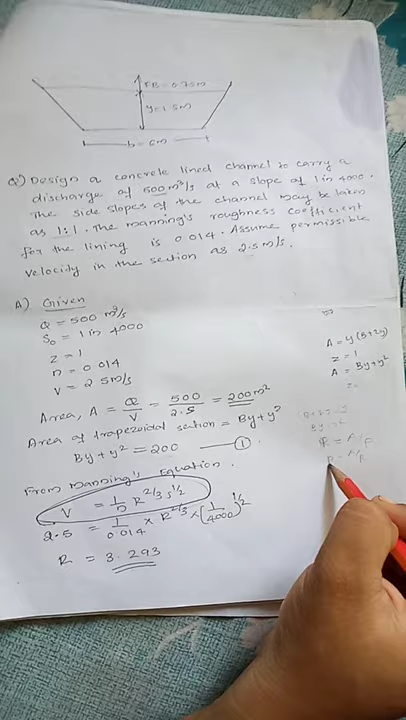 FB = 0.75m
y = 1.5m
b = 6m
Q) Design a concrete lined channel to carry a
discharge of 500 m³/s at a slope of 1 in 4000.
The side slopes of the channel may be taken
as 1:1. The manning's roughness coefficient
for the lining is 0.014. Assume permissible
velocity in the section as 2.5 m/s.
A) Given
Q = 500 m³/s
S₀ = 1 in 4000
z = 1
n = 0.014
V = 2.5 m/s
Area, A = Q/V = 500/2.5 = 200m²
Area of trapezoidal section = By+y²
By+y² = 200 — ①
From Manning's Equation.
V = 1/n R^2/3 S^1/2
2.5 = 1/0.014 × R^2/3 × (1/4000)^1/2
R = 3.293
A = y(B+zy)
z = 1
A = By+y²
R = A/P
A/P